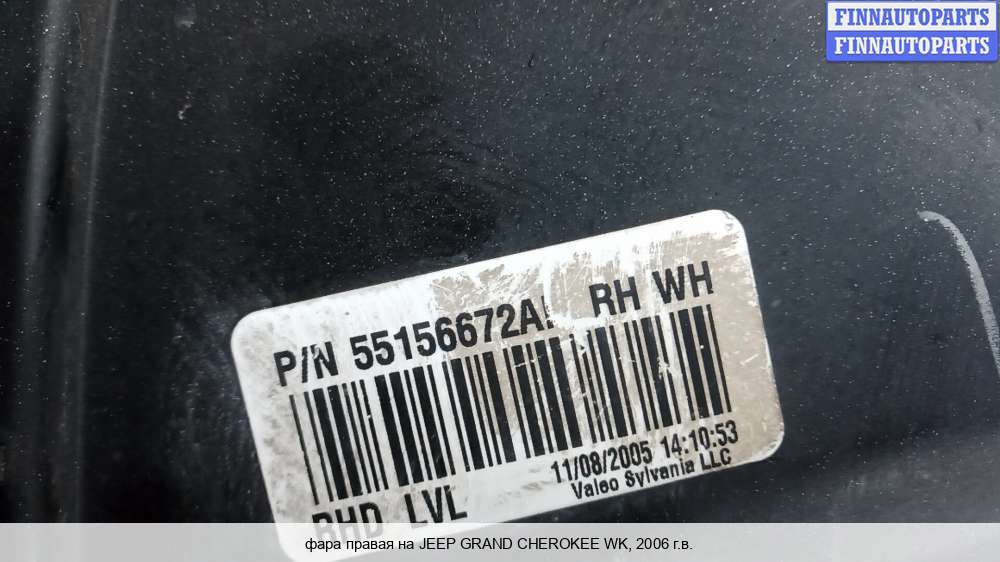 FINNAUTOPARTS
FINNAUTOPARTS
P/N RH WH
11/08/2005 14:10:53
Valeo Sylvania LLC
RHD LVL
фара правая на JEEP GRAND CHEROKEE WK, 2006 г.в.